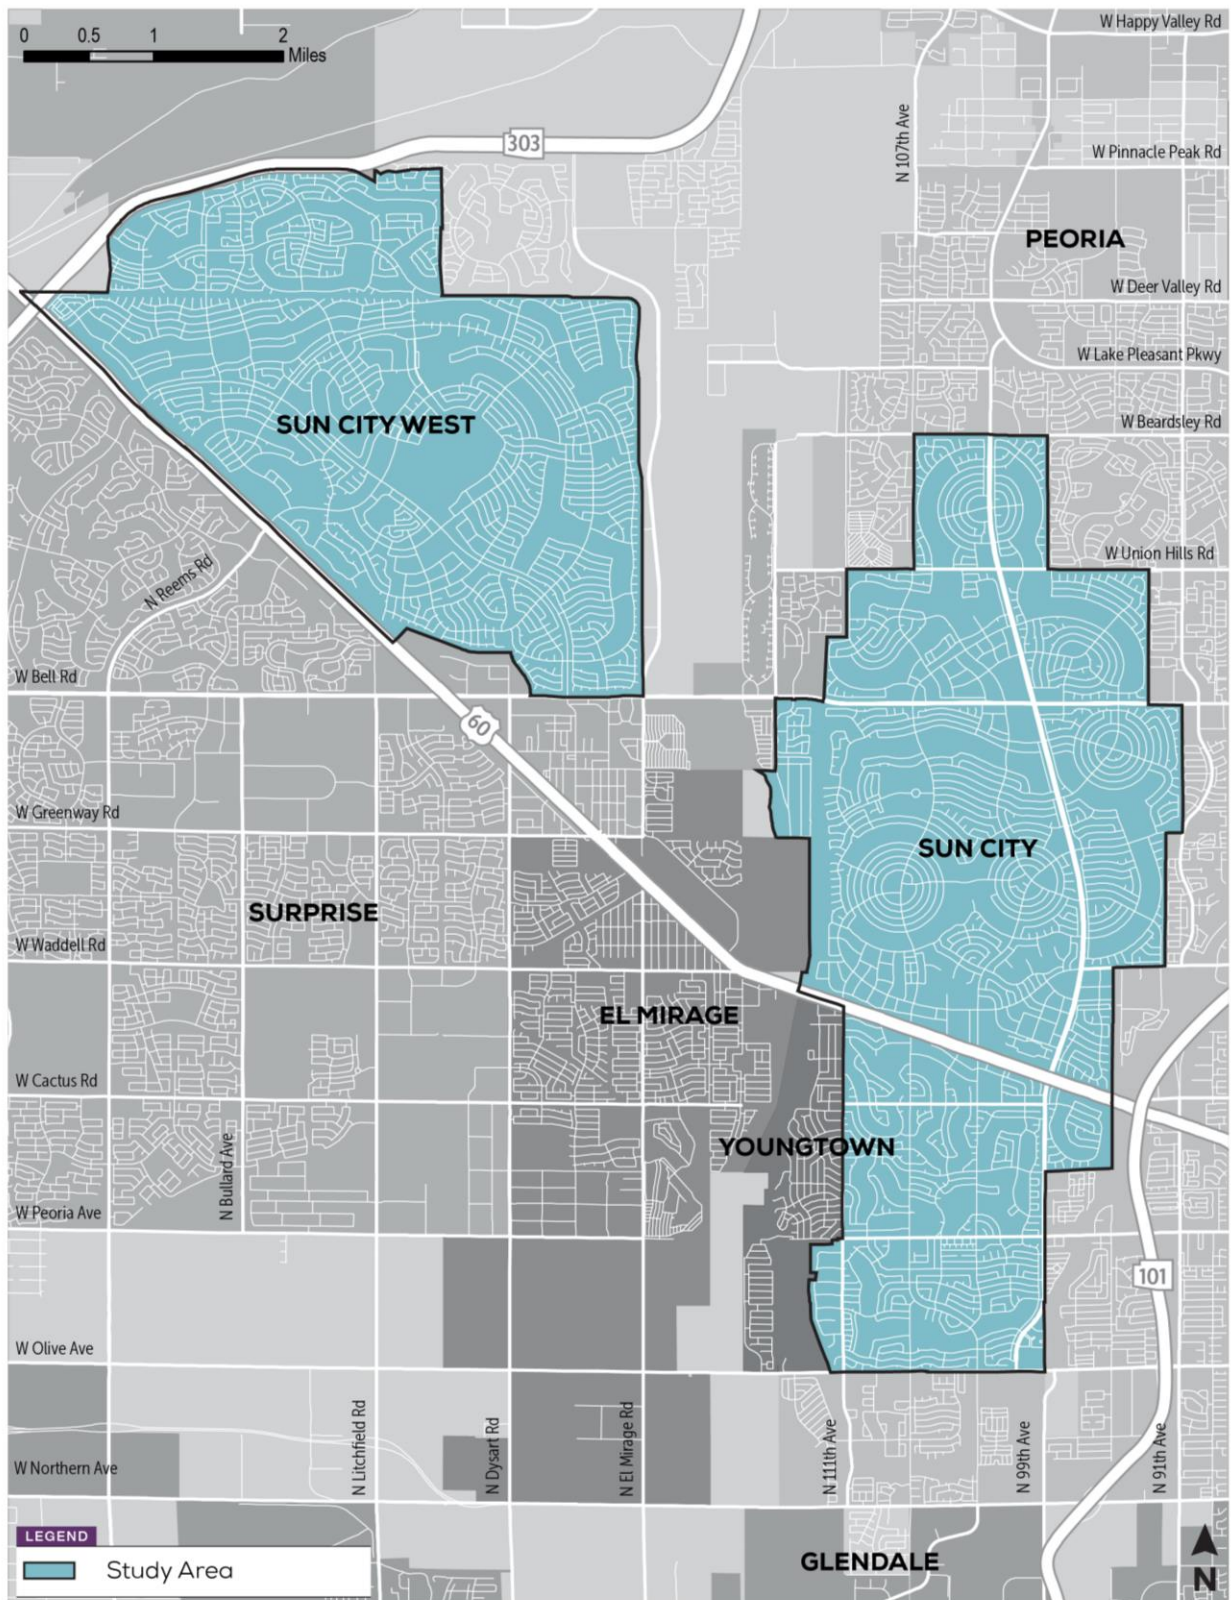 0 0.5 1 2
Miles
W Happy Valley Rd
303
N 107th Ave
W Pinnacle Peak Rd
PEORIA
W Deer Valley Rd
W Lake Pleasant Pkwy
W Beardsley Rd
SUN CITY WEST
W Union Hills Rd
N Reems Rd
W Bell Rd
60
W Greenway Rd
SUN CITY
SURPRISE
W Waddell Rd
EL MIRAGE
W Cactus Rd
YOUNGTOWN
N Bullard Ave
W Peoria Ave
101
W Olive Ave
N Litchfield Rd
N Dysart Rd
N El Mirage Rd
N 111th Ave
N 99th Ave
N 91th Ave
W Northern Ave
LEGEND
Study Area
GLENDALE
N